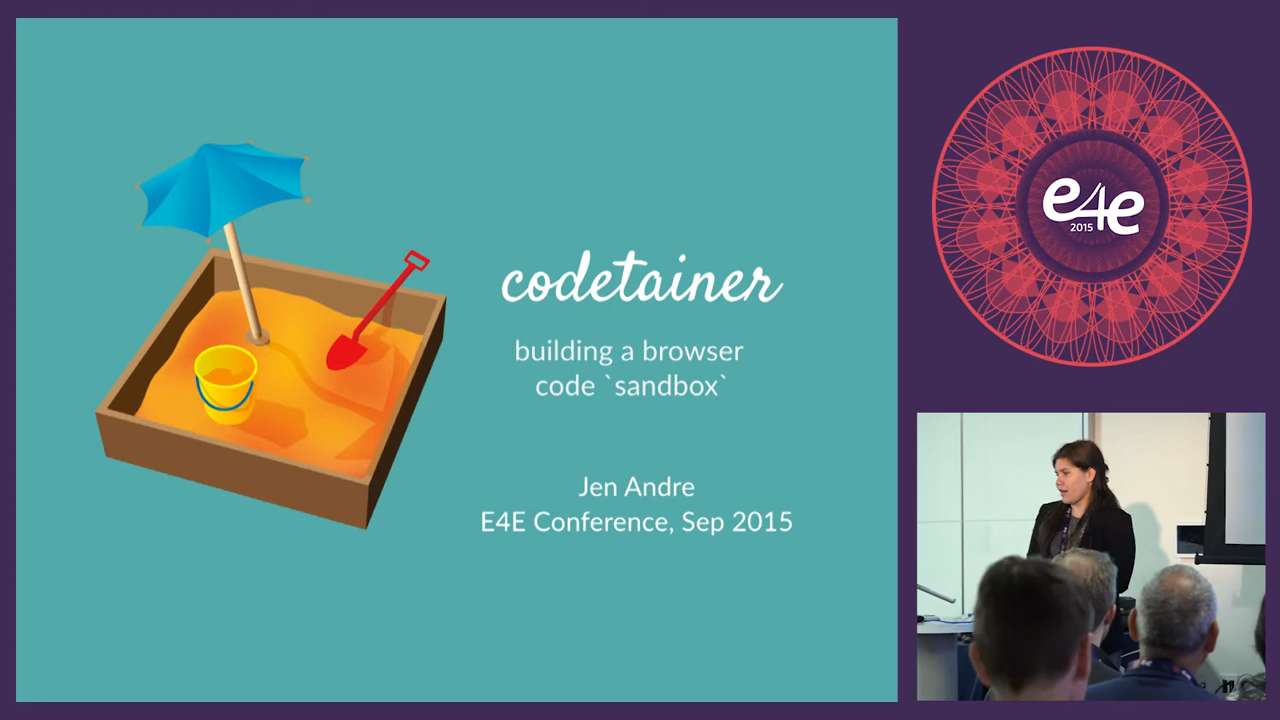 codetainer
building a browser
code `sandbox`
Jen Andre
E4E Conference, Sep 2015
e4e
2015